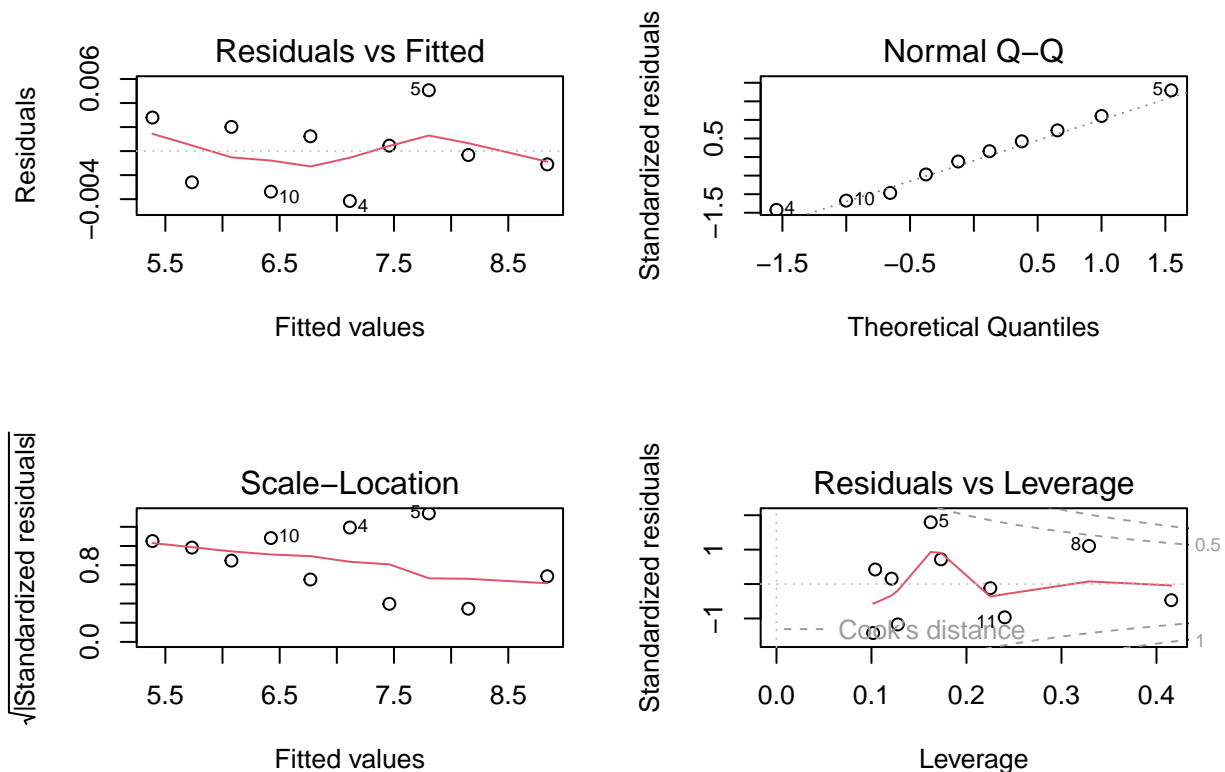 Residuals vs Fitted
Residuals
0.006
−0.004
5
10
4
5.5 6.5 7.5 8.5
Fitted values
Normal Q−Q
Standardized residuals
0.5
−1.5
5
10
4
−1.5 −0.5 0.5 1.0 1.5
Theoretical Quantiles
Scale−Location
√|Standardized residuals|
0.8
0.0
5
4
10
5.5 6.5 7.5 8.5
Fitted values
Residuals vs Leverage
Standardized residuals
1
−1
5
8
11
0.5
1
Cook's distance
0.0 0.1 0.2 0.3 0.4
Leverage